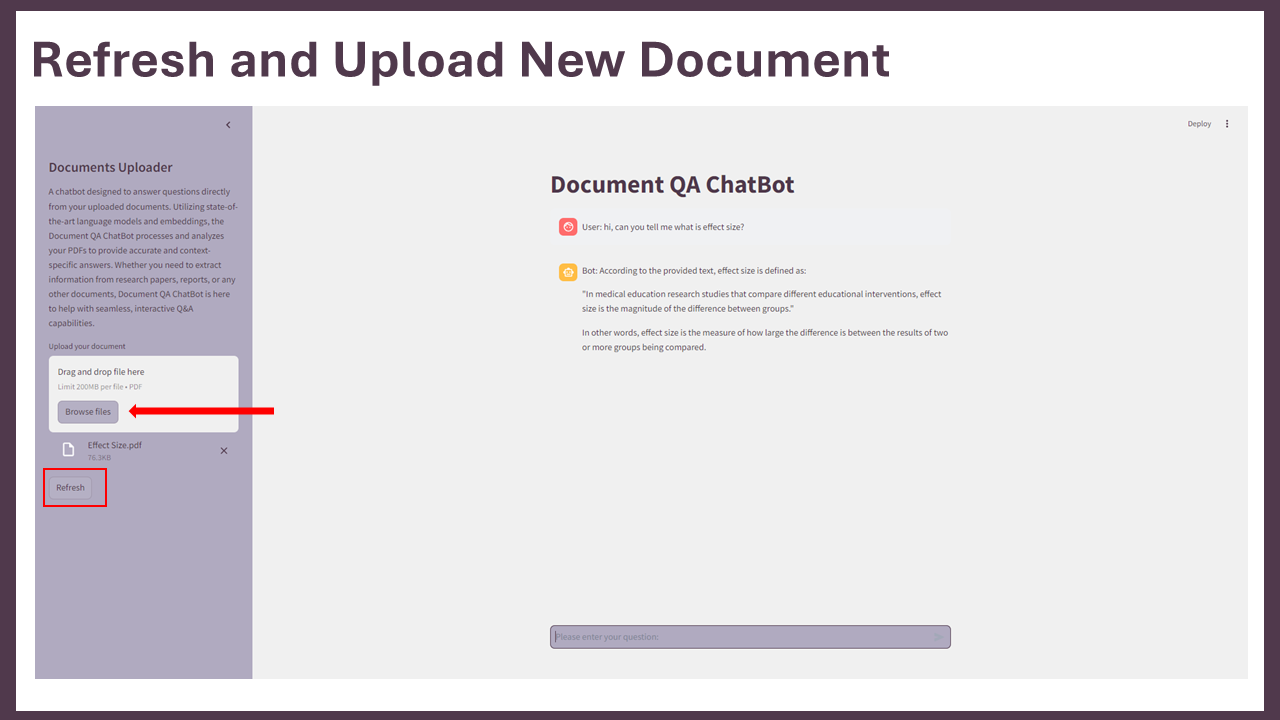 Refresh and Upload New Document
Deploy
Documents Uploader
A chatbot designed to answer questions directly
from your uploaded documents. Utilizing state-of-
the-art language models and embeddings, the
Document QA ChatBot processes and analyzes
your PDFs to provide accurate and context-
specific answers. Whether you need to extract
information from research papers, reports, or any
other documents, Document QA ChatBot is here
to help with seamless, interactive Q&A
capabilities.
Upload your document
Drag and drop file here
Limit 200MB per file • PDF
Browse files
Effect Size.pdf
76.3KB
Refresh
Document QA ChatBot
User: hi, can you tell me what is effect size?
Bot: According to the provided text, effect size is defined as:
"In medical education research studies that compare different educational interventions, effect
size is the magnitude of the difference between groups."
In other words, effect size is the measure of how large the difference is between the results of two
or more groups being compared.
Please enter your question: